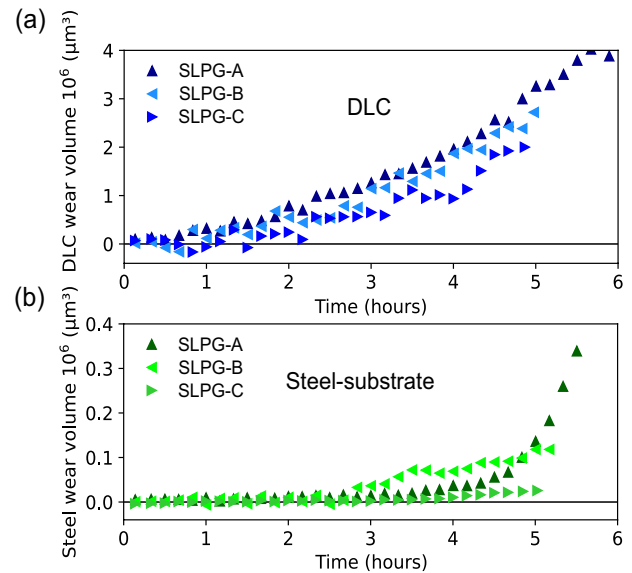 (a)
DLC wear volume 10⁶ (µm³)
4
3
2
1
0
SLPG-A
SLPG-B
SLPG-C
DLC
0 1 2 3 4 5 6
Time (hours)
(b)
Steel wear volume 10⁶ (µm³)
0.4
0.3
0.2
0.1
0.0
SLPG-A
SLPG-B
SLPG-C
Steel-substrate
0 1 2 3 4 5 6
Time (hours)